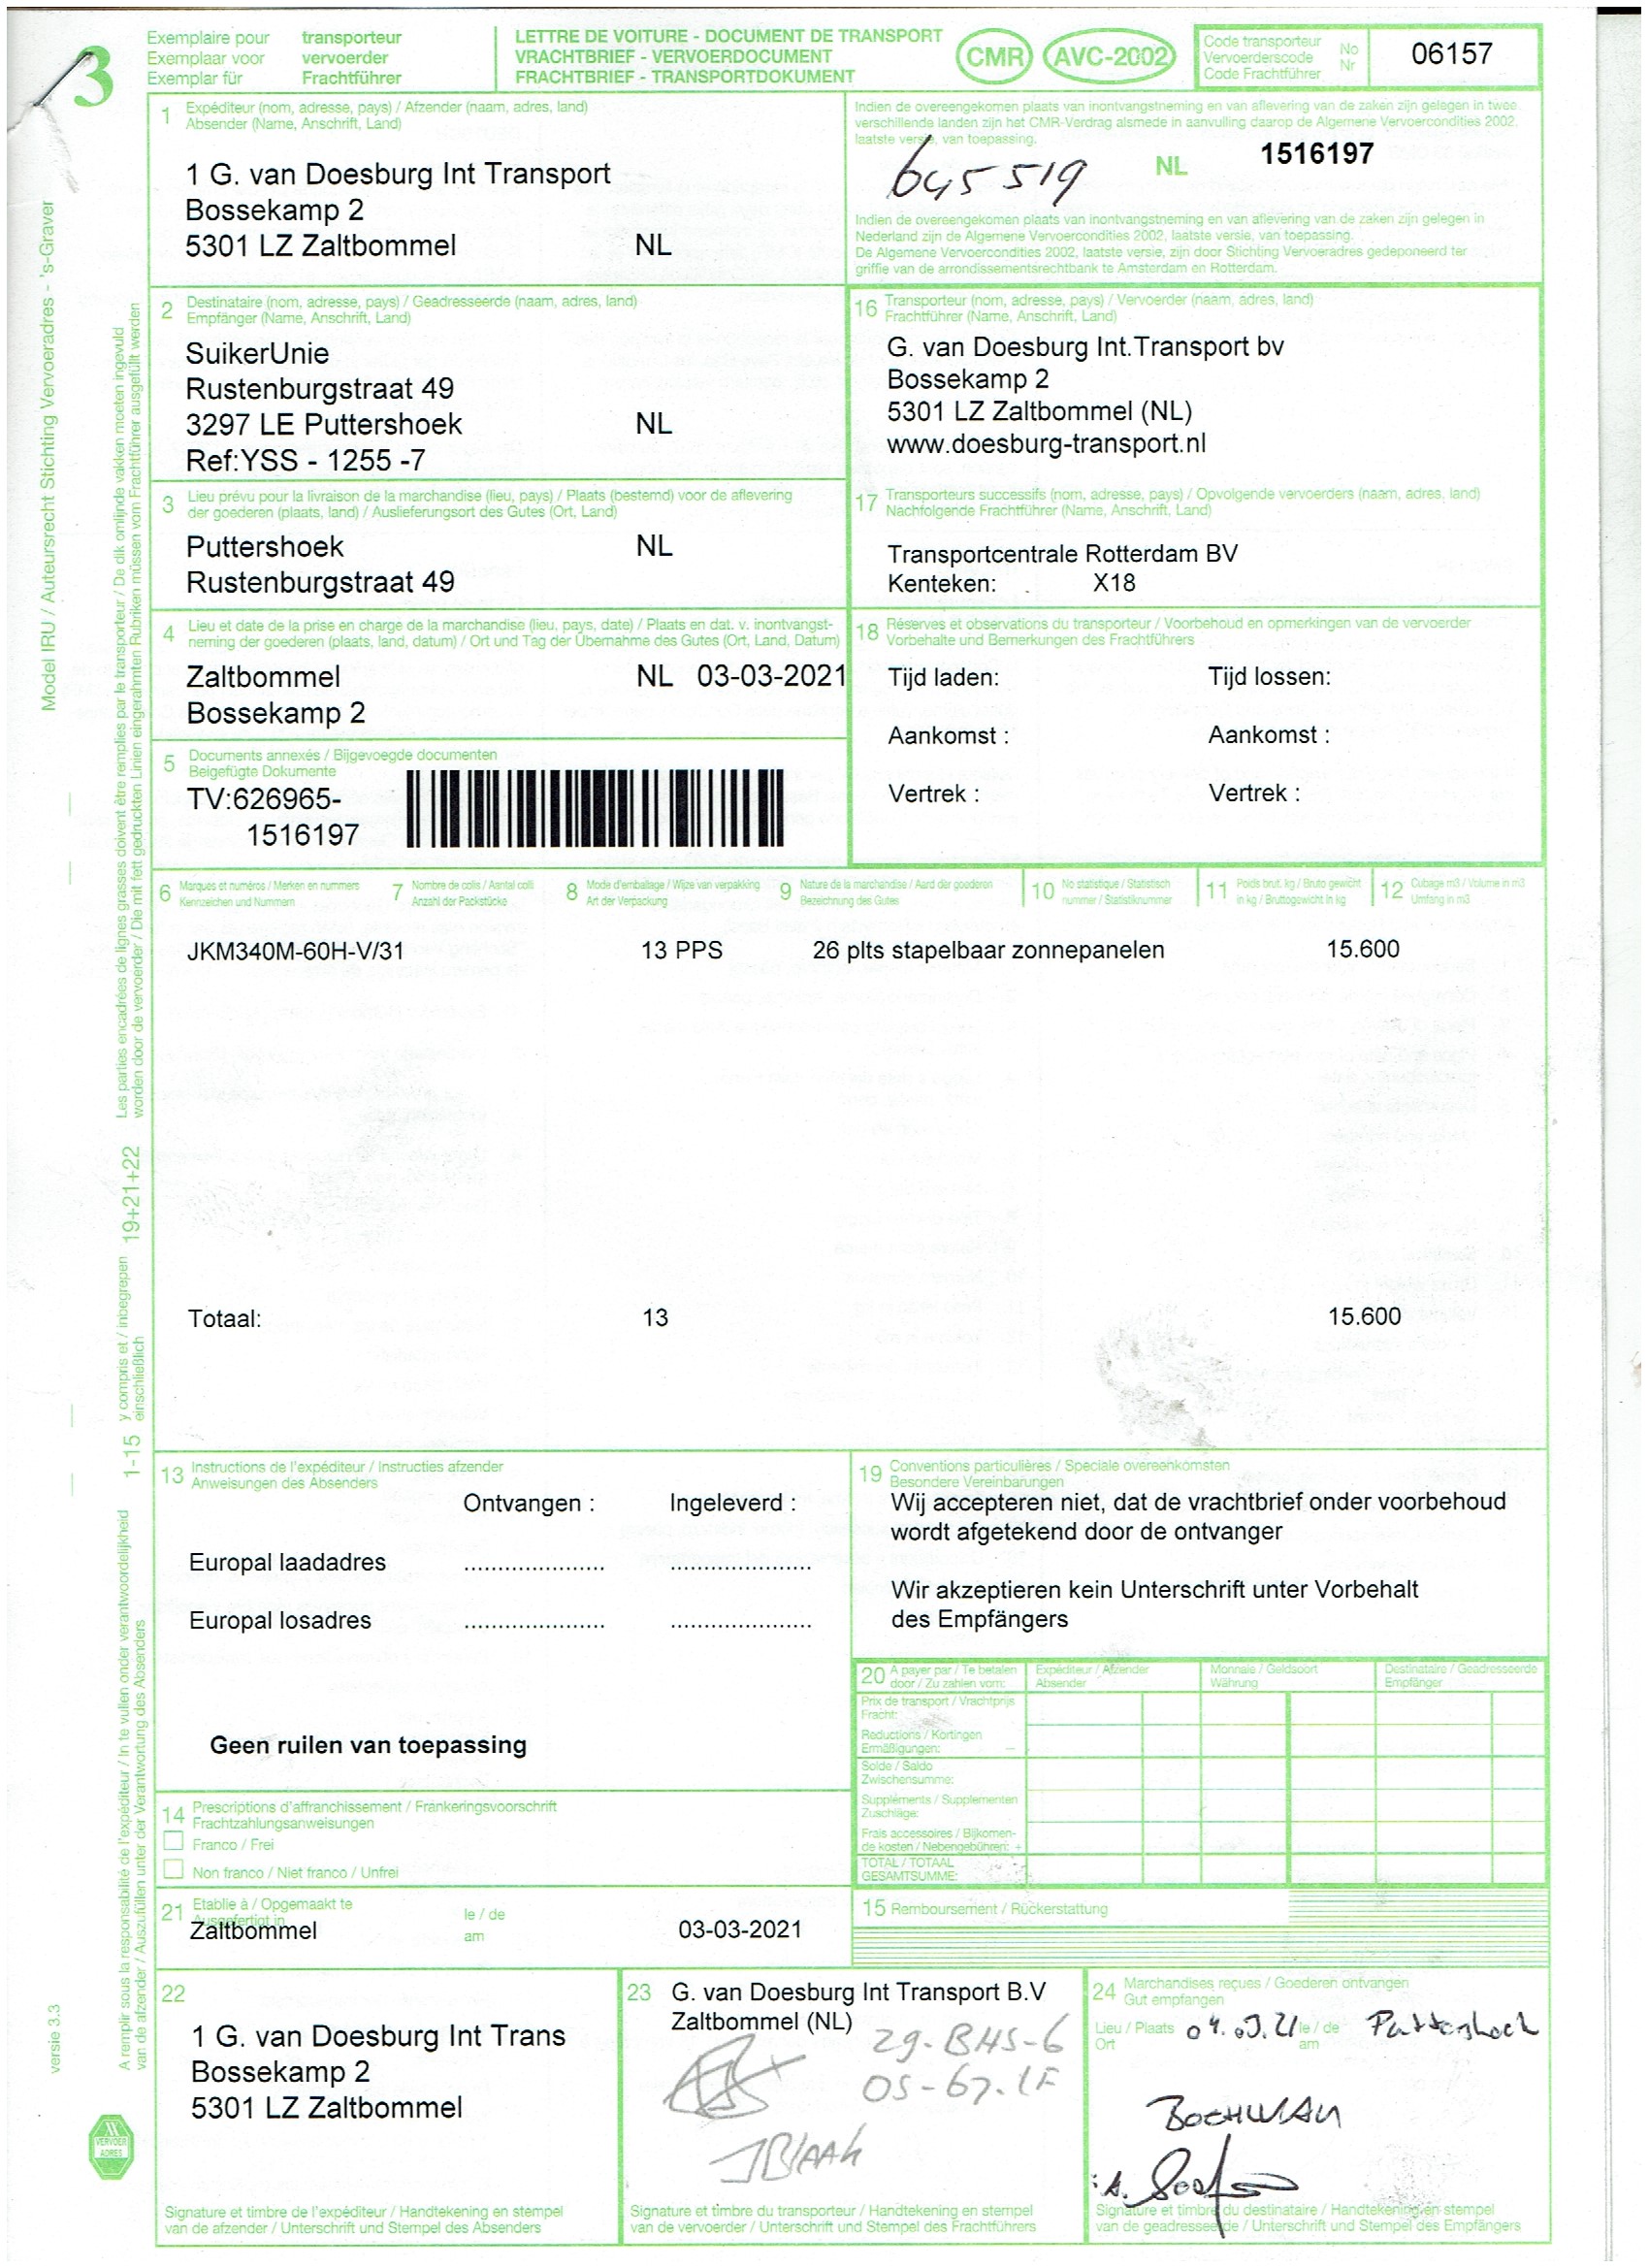 3
Exemplaire pour transporteur
Exemplaar voor vervoerder
Exemplar für Frachtführer
LETTRE DE VOITURE - DOCUMENT DE TRANSPORT
VRACHTBRIEF - VERVOERDOCUMENT
FRACHTBRIEF - TRANSPORTDOKUMENT
CMR
AVC-2002
Code transporteur
Vervoerderscode
Code Frachtführer
No
Nr
06157
1 Expéditeur (nom, adresse, pays) / Afzender (naam, adres, land)
Absender (Name, Anschrift, Land)
1 G. van Doesburg Int Transport
Bossekamp 2
5301 LZ Zaltbommel NL
Indien de overeengekomen plaats van inontvangstneming en van aflevering van de zaken zijn gelegen in twee
verschillende landen zijn het CMR-Verdrag alsmede in aanvulling daarop de Algemene Vervoercondities 2002,
laatste versie, van toepassing.
645519
NL 1516197
Indien de overeengekomen plaats van inontvangstneming en van aflevering van de zaken zijn gelegen in
Nederland zijn de Algemene Vervoercondities 2002, laatste versie, van toepassing.
De Algemene Vervoercondities 2002, laatste versie, zijn door Stichting Vervoeradres gedeponeerd ter
griffie van de arrondissementsrechtbank te Amsterdam en Rotterdam.
2 Destinataire (nom, adresse, pays) / Geadresseerde (naam, adres, land)
Empfänger (Name, Anschrift, Land)
SuikerUnie
Rustenburgstraat 49
3297 LE Puttershoek NL
Ref:YSS - 1255 -7
16 Transporteur (nom, adresse, pays) / Vervoerder (naam, adres, land)
Frachtführer (Name, Anschrift, Land)
G. van Doesburg Int.Transport bv
Bossekamp 2
5301 LZ Zaltbommel (NL)
www.doesburg-transport.nl
3 Lieu prévu pour la livraison de la marchandise (lieu, pays) / Plaats (bestemd) voor de aflevering
der goederen (plaats, land) / Auslieferungsort des Gutes (Ort, Land)
Puttershoek NL
Rustenburgstraat 49
17 Transporteurs successifs (nom, adresse, pays) / Opvolgende vervoerders (naam, adres, land)
Nachfolgende Frachtführer (Name, Anschrift, Land)
Transportcentrale Rotterdam BV
Kenteken: X18
4 Lieu et date de la prise en charge de la marchandise (lieu, pays, date) / Plaats en dat. v. inontvangst-
neming der goederen (plaats, land, datum) / Ort und Tag der Übernahme des Gutes (Ort, Land, Datum)
Zaltbommel NL 03-03-2021
Bossekamp 2
18 Réserves et observations du transporteur / Voorbehoud en opmerkingen van de vervoerder
Vorbehalte und Bemerkungen des Frachtführers
Tijd laden: Tijd lossen:
Aankomst : Aankomst :
Vertrek : Vertrek :
5 Documents annexés / Bijgevoegde documenten
Beigefügte Dokumente
TV:626965-
1516197
6 Marques et numéros / Merken en nummers
Kennzeichen und Nummern
7 Nombre de colis / Aantal colli
Anzahl der Packstücke
8 Mode d'emballage / Wijze van verpakking
Art der Verpackung
9 Nature de la marchandise / Aard der goederen
Bezeichnung des Gutes
10 No statistique / Statistisch
nummer / Statistiknummer
11 Poids brut. kg / Bruto gewicht
in kg / Bruttogewicht in kg
12 Cubage m3 / Volume in m3
Umfang in m3
JKM340M-60H-V/31 13 PPS 26 plts stapelbaar zonnepanelen 15.600
Totaal: 13 15.600
13 Instructions de l'expéditeur / Instructies afzender
Anweisungen des Absenders
Ontvangen : Ingeleverd :
Europal laadadres ..................... .....................
Europal losadres ..................... .....................
Geen ruilen van toepassing
19 Conventions particulières / Speciale overeenkomsten
Besondere Vereinbarungen
Wij accepteren niet, dat de vrachtbrief onder voorbehoud
wordt afgetekend door de ontvanger
Wir akzeptieren kein Unterschrift unter Vorbehalt
des Empfängers
20 A payer par / Te betalen
door / Zu zahlen vom:
Expéditeur / Afzender
Absender
Monnaie / Geldsoort
Währung
Destinataire / Geadresseerde
Empfänger
Prix de transport / Vrachtprijs
Fracht:
Reductions / Kortingen
Ermäßigungen: –
Solde / Saldo
Zwischensumme:
Suppléments / Supplementen
Zuschläge:
Frais accessoires / Bijkomen-
de kosten / Nebengebühren: +
TOTAL / TOTAAL
GESAMTSUMME:
14 Prescriptions d'affranchissement / Frankeringsvoorschrift
Frachtzahlungsanweisungen
Franco / Frei
Non franco / Niet franco / Unfrei
21 Etablie à / Opgemaakt te
Ausgefertigt in
Zaltbommel
le / de
am
03-03-2021
15 Remboursement / Rückerstattung
22
1 G. van Doesburg Int Trans
Bossekamp 2
5301 LZ Zaltbommel
Signature et timbre de l'expéditeur / Handtekening en stempel
van de afzender / Unterschrift und Stempel des Absenders
23 G. van Doesburg Int Transport B.V
Zaltbommel (NL)
29-BHS-6
OS-67-LF
JBlaak
Signature et timbre du transporteur / Handtekening en stempel
van de vervoerder / Unterschrift und Stempel des Frachtführers
24 Marchandises reçues / Goederen ontvangen
Gut empfangen
Lieu / Plaats 04.03.21 le / de Puttershoek
Ort am
Signature et timbre du destinataire / Handtekening en stempel
van de geadresseerde / Unterschrift und Stempel des Empfängers
Model IRU / Auteursrecht Stichting Vervoeradres - 's-Graver
Les parties encadrées de lignes grasses doivent être remplies par le transporteur / De dik omlijnde vakken moeten ingevuld
worden door de vervoerder / Die mit fett gedruckten Linien eingerahmten Rubriken müssen vom Frachtführer ausgefüllt werden
19+21+22
y compris et / inbegrepen
einschließlich
1-15
A remplir sous la responsabilité de l'expéditeur / In te vullen onder verantwoordelijkheid
van de afzender / Auszufüllen unter der Verantwortung des Absenders
versie 3.3
VERVOER
ADRES